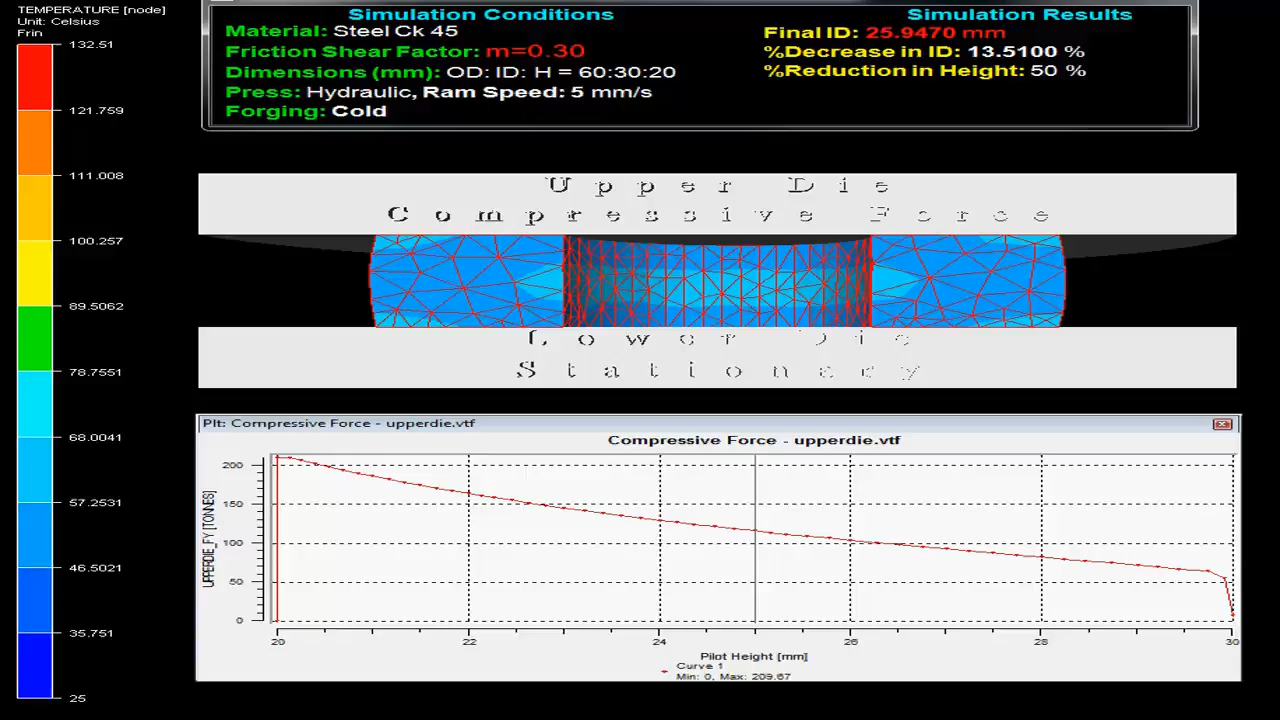 TEMPERATURE [node]
Unit: Celsius
Frin
132.51
121.759
111.008
100.257
89.5062
78.7551
68.0041
57.2531
46.5021
35.751
25
Simulation Conditions
Material: Steel Ck 45
Friction Shear Factor: m=0.30
Dimensions (mm): OD: ID: H = 60:30:20
Press: Hydraulic, Ram Speed: 5 mm/s
Forging: Cold
Simulation Results
Final ID: 25.9470 mm
%Decrease in ID: 13.5100 %
%Reduction in Height: 50 %
Upper Die
Compressive Force
Lower Die
Stationary
Plt: Compressive Force - upperdie.vtf
Compressive Force - upperdie.vtf
UPPERDIE_FY [TONNES]
200
150
100
50
0
20 22 24 26 28 30
Pilot Height [mm]
Curve 1
Min: 0, Max: 209.67